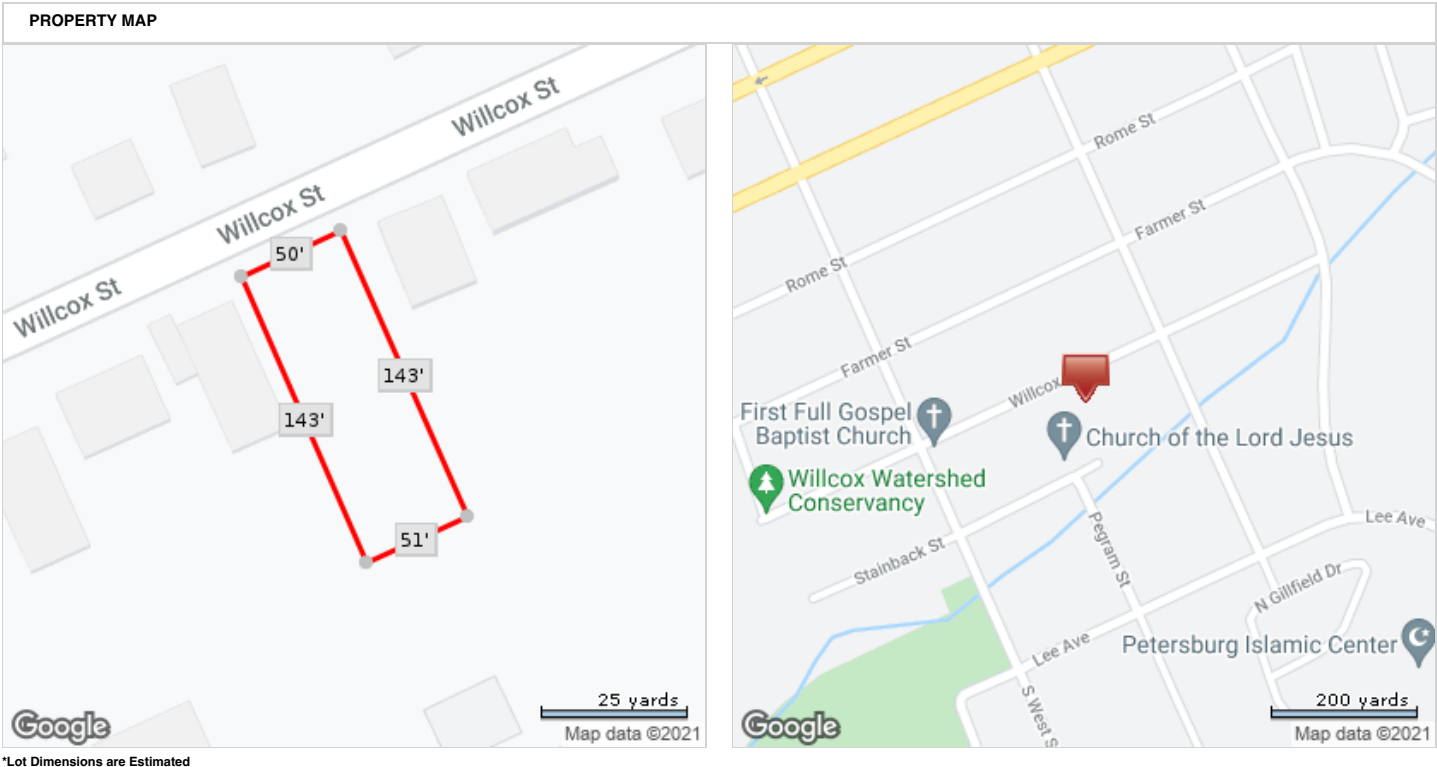 PROPERTY MAP
Willcox St
Willcox St
Willcox St
50'
143'
143'
51'
25 yards
Google
Map data ©2021
Rome St
Farmer St
Rome St
Farmer St
Willcox
First Full Gospel
Baptist Church
Church of the Lord Jesus
Willcox Watershed
Conservancy
Lee Ave
Stainback St
Pegram St
N Gillfield Dr
Lee Ave
Petersburg Islamic Center
S West S
200 yards
Google
Map data ©2021
*Lot Dimensions are Estimated